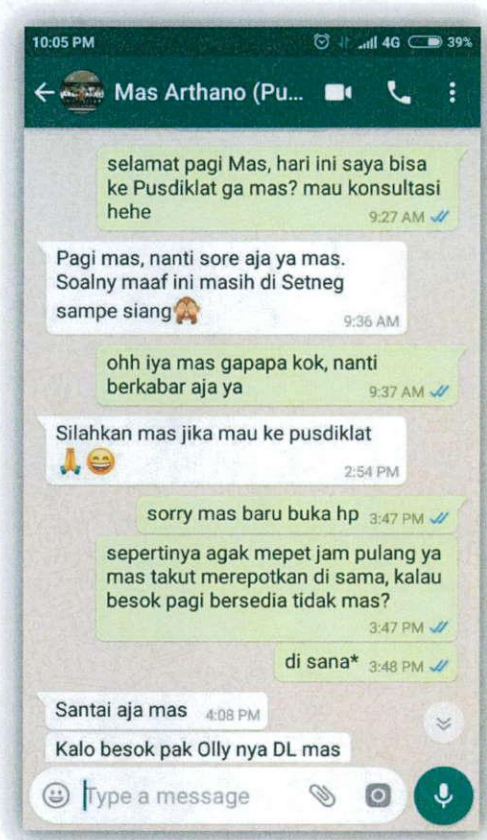 10:05 PM 4G 39%
Mas Arthano (Pu...
selamat pagi Mas, hari ini saya bisa
ke Pusdiklat ga mas? mau konsultasi
hehe
9:27 AM
Pagi mas, nanti sore aja ya mas.
Soalny maaf ini masih di Setneg
sampe siang🙈
9:36 AM
ohh iya mas gapapa kok, nanti
berkabar aja ya
9:37 AM
Silahkan mas jika mau ke pusdiklat
🙏😄
2:54 PM
sorry mas baru buka hp 3:47 PM
sepertinya agak mepet jam pulang ya
mas takut merepotkan di sama, kalau
besok pagi bersedia tidak mas?
3:47 PM
di sana* 3:48 PM
Santai aja mas 4:08 PM
Kalo besok pak Olly nya DL mas
Type a message